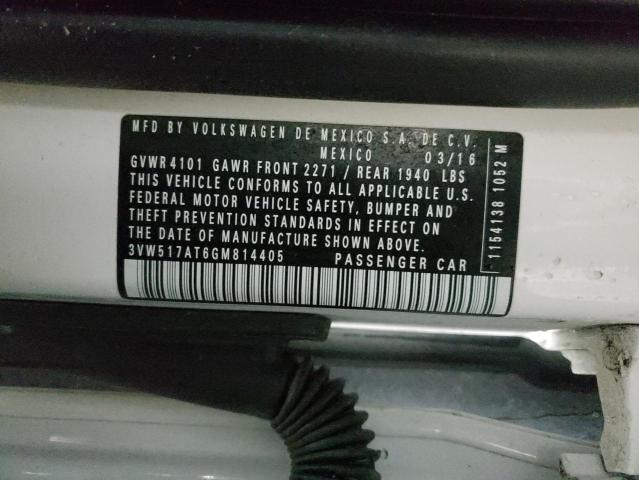 MFD BY VOLKSWAGEN DE MEXICO S.A. DE C.V.
MEXICO 03/16
GVWR 4101 GAWR FRONT 2271 / REAR 1940 LBS
THIS VEHICLE CONFORMS TO ALL APPLICABLE U.S.
FEDERAL MOTOR VEHICLE SAFETY, BUMPER AND
THEFT PREVENTION STANDARDS IN EFFECT ON
THE DATE OF MANUFACTURE SHOWN ABOVE.
3VW517AT6GM814405 PASSENGER CAR
1154138 1052 M